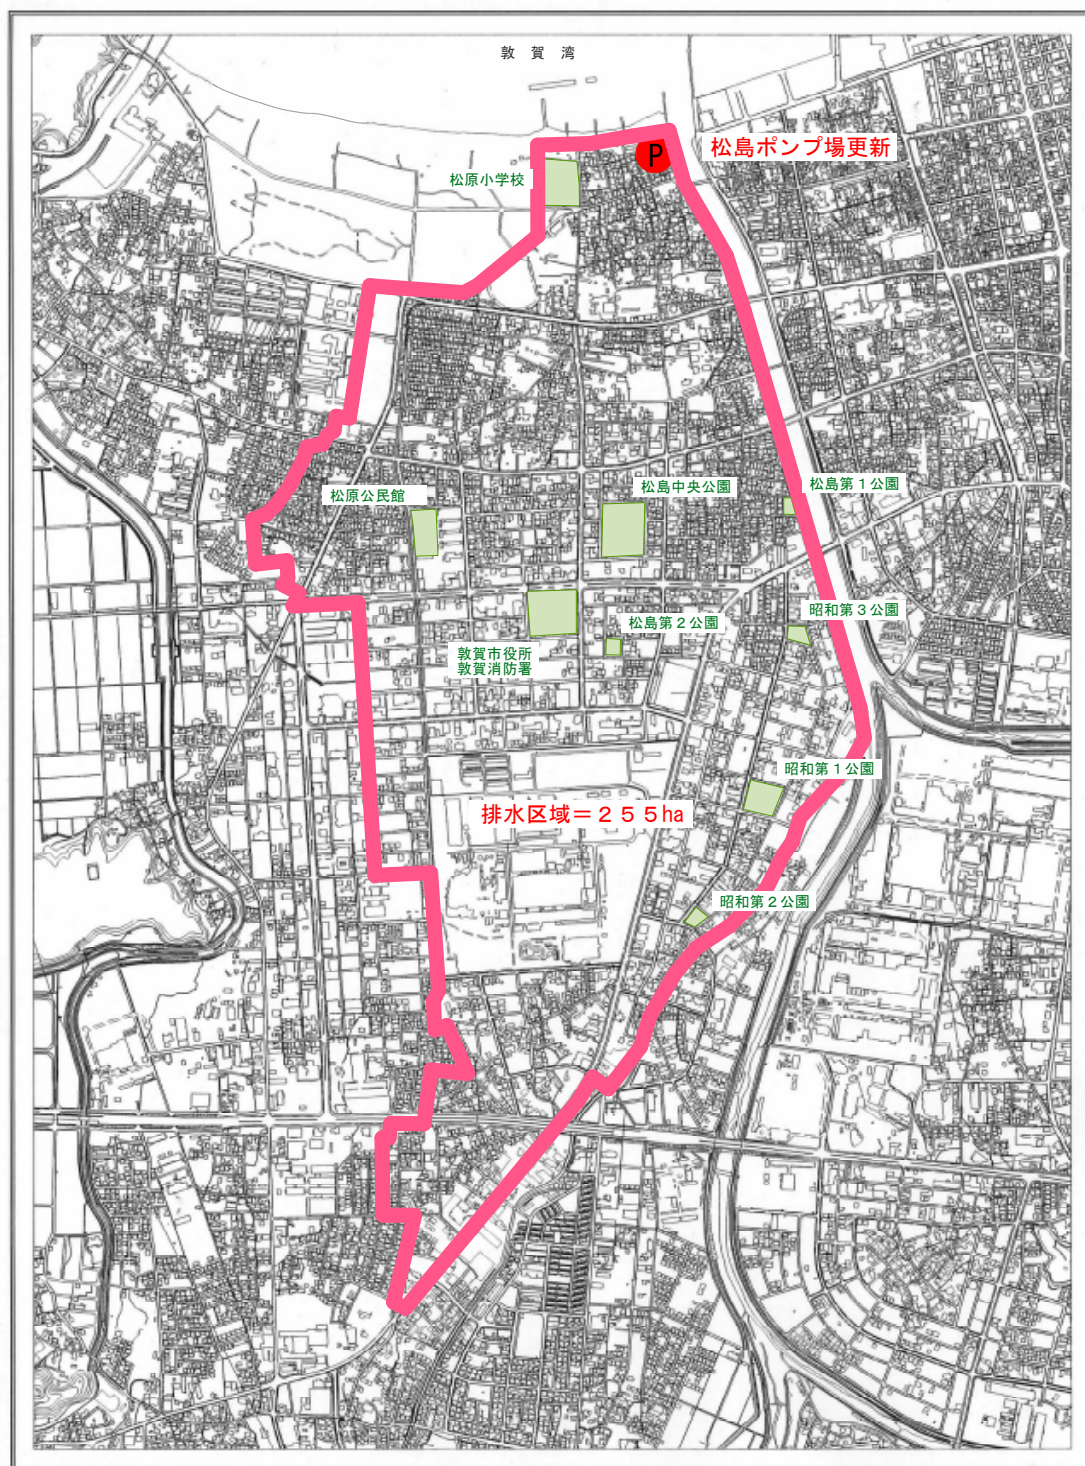 敦賀湾
P
松島ポンプ場更新
松原小学校
松島第１公園
松島中央公園
松原公民館
昭和第３公園
松島第２公園
敦賀市役所
敦賀消防署
昭和第１公園
排水区域＝２５５ha
昭和第２公園